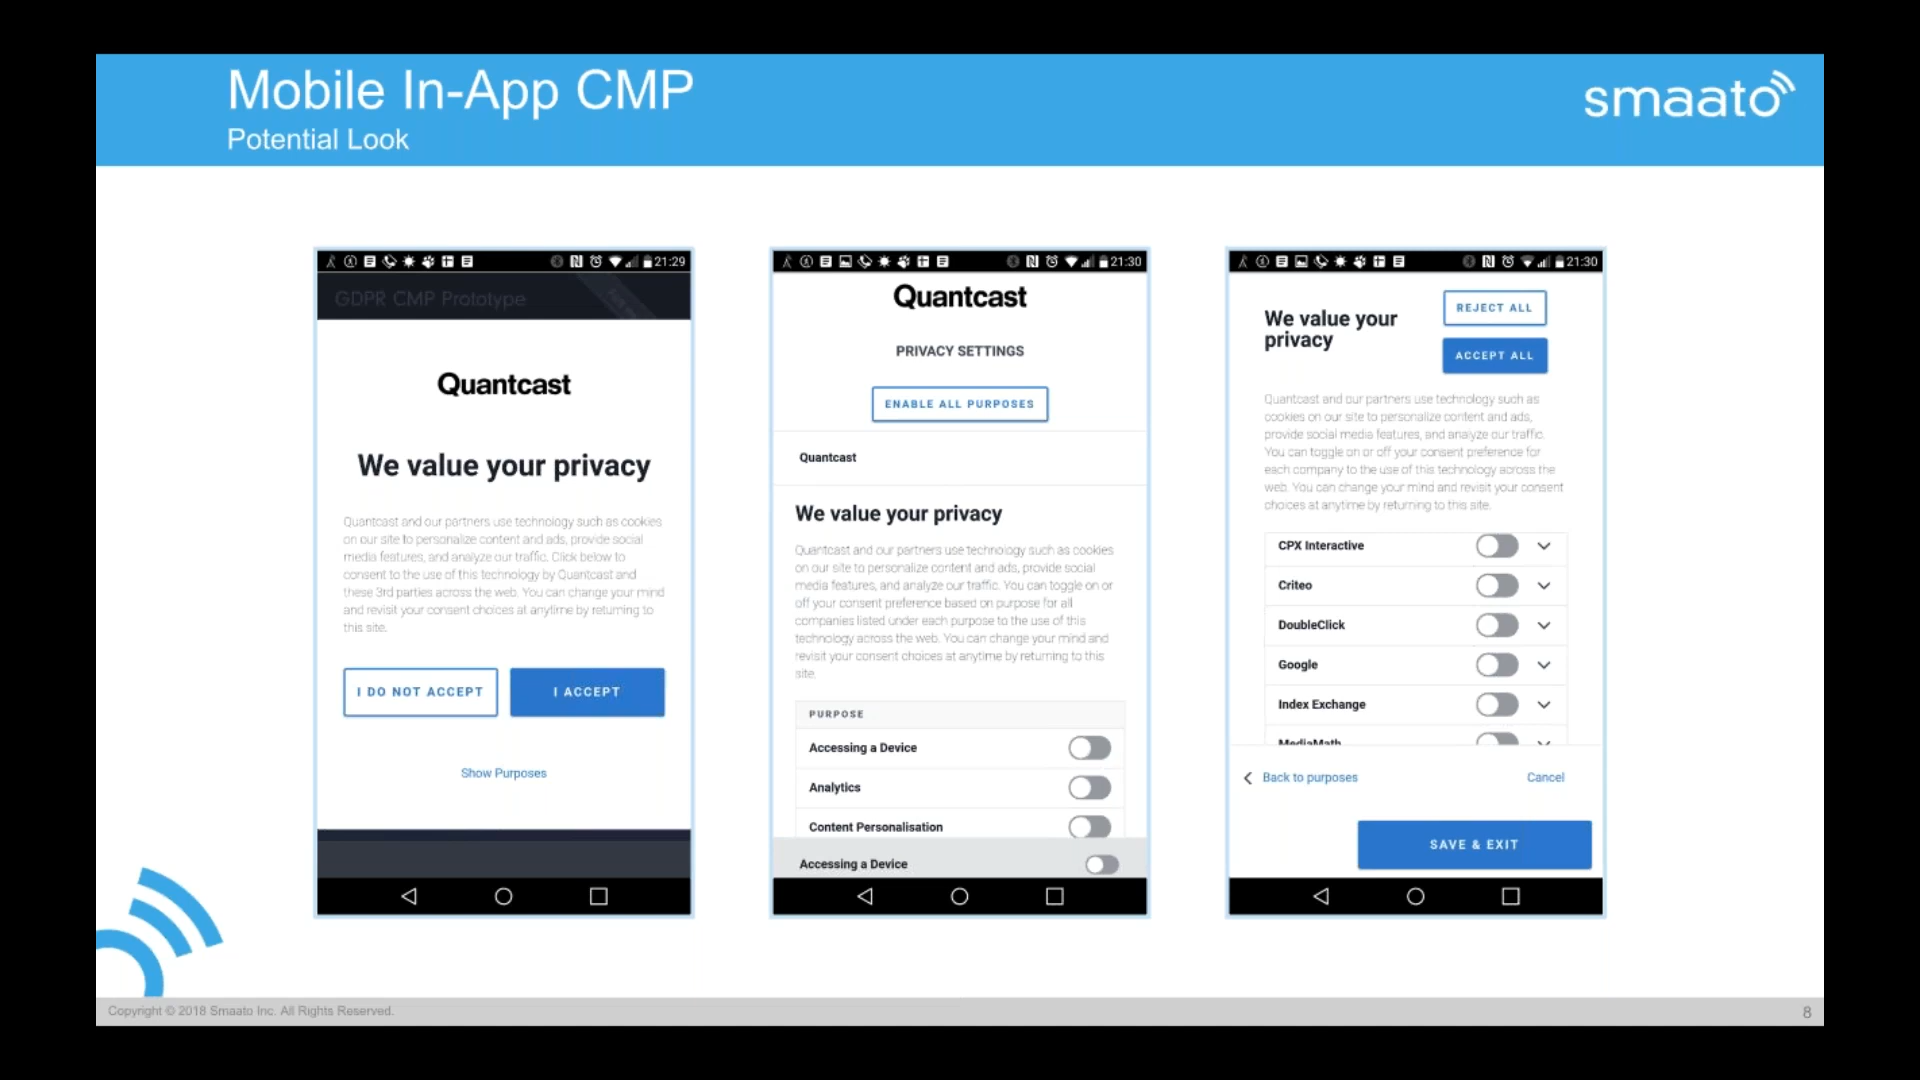 Mobile In-App CMP
Potential Look
smaato
21:29
GDPR CMP Prototype
Quantcast
We value your privacy
Quantcast and our partners use technology such as cookies
on our site to personalize content and ads, provide social
media features, and analyze our traffic. Click below to
consent to the use of this technology by Quantcast and
these 3rd parties across the web. You can change your mind
and revisit your consent choices at anytime by returning to
this site.
I DO NOT ACCEPT
I ACCEPT
Show Purposes
21:30
Quantcast
PRIVACY SETTINGS
ENABLE ALL PURPOSES
Quantcast
We value your privacy
Quantcast and our partners use technology such as cookies
on our site to personalize content and ads, provide social
media features, and analyze our traffic. You can toggle on or
off your consent preference based on purpose for all
companies listed under each purpose to the use of this
technology across the web. You can change your mind and
revisit your consent choices at anytime by returning to this
site.
PURPOSE
Accessing a Device
Analytics
Content Personalisation
Accessing a Device
21:30
We value your
privacy
REJECT ALL
ACCEPT ALL
Quantcast and our partners use technology such as
cookies on our site to personalize content and ads,
provide social media features, and analyze our traffic.
You can toggle on or off your consent preference for
each company to the use of this technology across the
web. You can change your mind and revisit your consent
choices at anytime by returning to this site.
CPX Interactive
Criteo
DoubleClick
Google
Index Exchange
MediaMath
Back to purposes
Cancel
SAVE & EXIT
Copyright © 2018 Smaato Inc. All Rights Reserved.
8